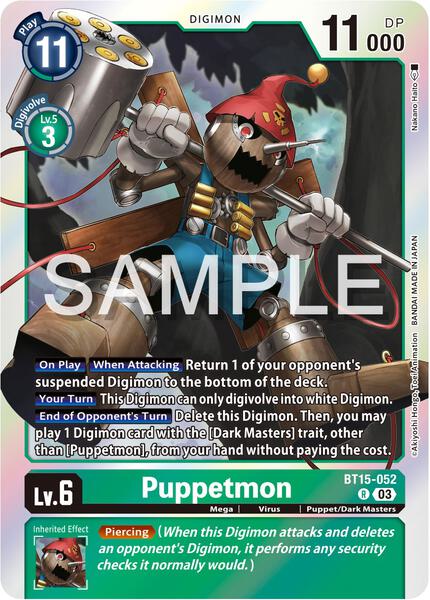 DIGIMON
Play
11
11 000
DP
Digivolve
Lv.5
3
Nakano Haito
SAMPLE
BANDAI MADE IN JAPAN
©Akiyoshi Hongo, Toei Animation
On Play When Attacking Return 1 of your opponent's
suspended Digimon to the bottom of the deck.
Your Turn This Digimon can only digivolve into white Digimon.
End of Opponent's Turn Delete this Digimon. Then, you may
play 1 Digimon card with the [Dark Masters] trait, other
than [Puppetmon], from your hand without paying the cost.
Lv.6
Puppetmon
BT15-052
R 03
Mega Virus Puppet/Dark Masters
Inherited Effect
Piercing (When this Digimon attacks and deletes
an opponent's Digimon, it performs any security
checks it normally would.)